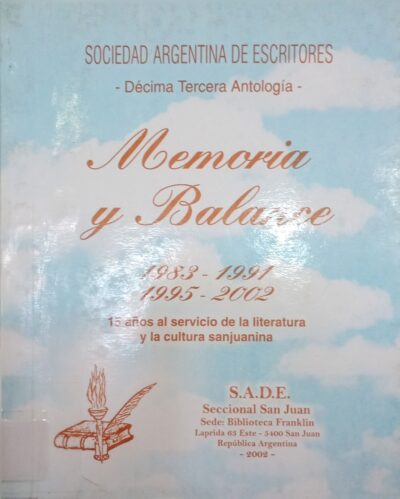 SOCIEDAD ARGENTINA DE ESCRITORES
- Décima Tercera Antología -
Memoria
y Balance
1983 - 1991
1995 - 2002
15 años al servicio de la literatura
y la cultura sanjuanina
S.A.D.E.
Seccional San Juan
Sede: Biblioteca Franklin
Laprida 63 Este - 5400 San Juan
República Argentina
- 2002 -